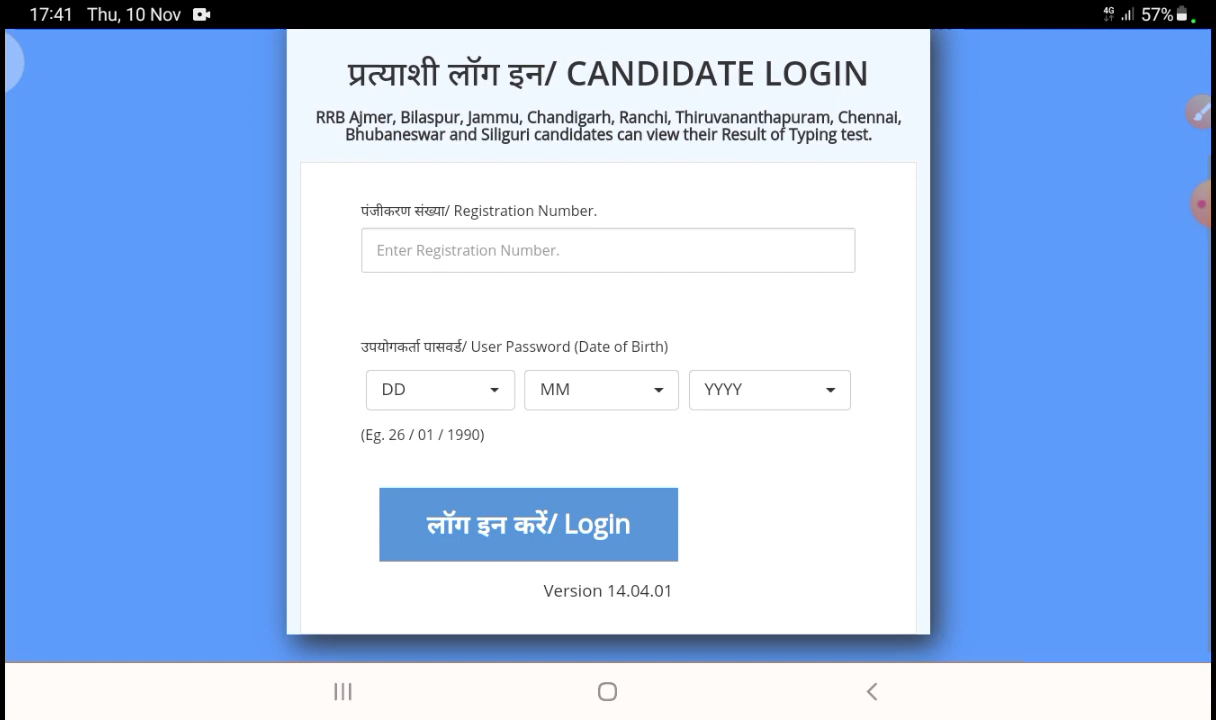 17:41 Thu, 10 Nov
4G 57%
प्रत्याशी लॉग इन/ CANDIDATE LOGIN
RRB Ajmer, Bilaspur, Jammu, Chandigarh, Ranchi, Thiruvananthapuram, Chennai,
Bhubaneswar and Siliguri candidates can view their Result of Typing test.
पंजीकरण संख्या/ Registration Number.
Enter Registration Number.
उपयोगकर्ता पासवर्ड/ User Password (Date of Birth)
DD MM YYYY
(Eg. 26 / 01 / 1990)
लॉग इन करें/ Login
Version 14.04.01